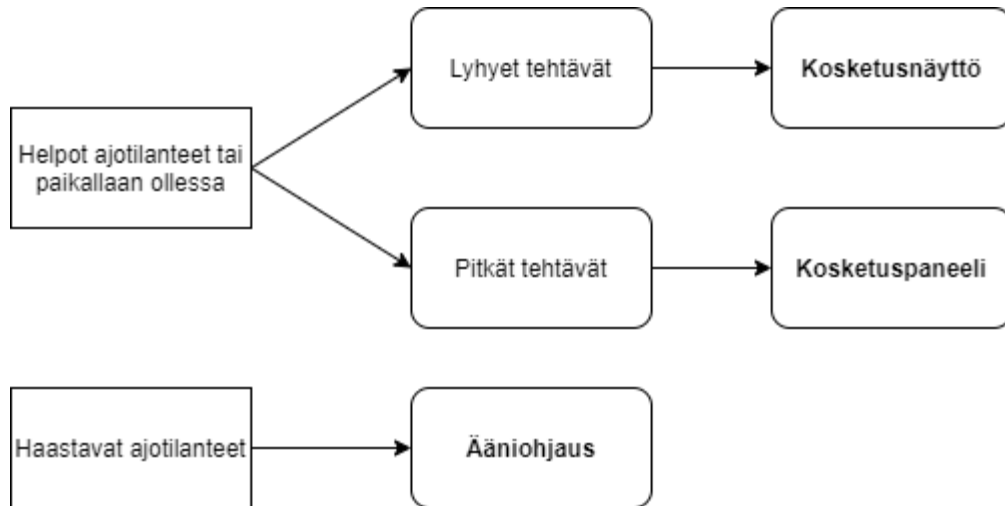 Lyhyet tehtävät
Kosketusnäyttö
Helpot ajotilanteet tai
paikallaan ollessa
Pitkät tehtävät
Kosketuspaneeli
Haastavat ajotilanteet
Ääniohjaus